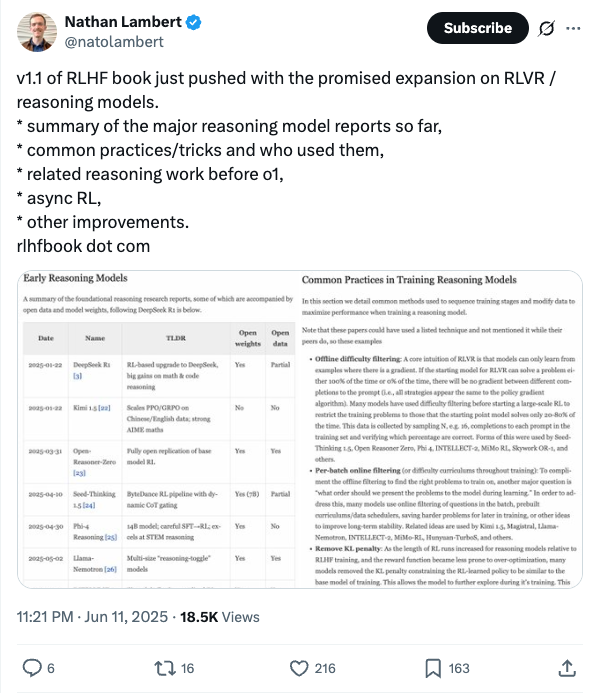 Nathan Lambert
@natolambert
Subscribe
v1.1 of RLHF book just pushed with the promised expansion on RLVR /
reasoning models.
* summary of the major reasoning model reports so far,
* common practices/tricks and who used them,
* related reasoning work before o1,
* async RL,
* other improvements.
rlhfbook dot com
Early Reasoning Models
A summary of the foundational reasoning research reports, some of which are accompanied by
open data and model weights, following DeepSeek R1 is below.
Date Name TLDR Open weights Open data
2025-01-22 DeepSeek R1 [3] RL-based upgrade to DeepSeek, big gains on math & code reasoning Yes Partial
2025-01-22 Kimi 1.5 [22] Scales PPO/GRPO on Chinese/English data; strong AIME maths No No
2025-03-31 Open-Reasoner-Zero [23] Fully open replication of base model RL Yes Yes
2025-04-10 Seed-Thinking 1.5 [24] ByteDance RL pipeline with dynamic CoT gating Yes (7B) Partial
2025-04-30 Phi-4 Reasoning [25] 14B model; careful SFT→RL; excels at STEM reasoning Yes No
2025-05-02 Llama-Nemotron [26] Multi-size "reasoning-toggle" models Yes Yes
Common Practices in Training Reasoning Models
In this section we detail common methods used to sequence training stages and modify data to
maximize performance when training a reasoning model.
Note that these papers could have used a listed technique and not mentioned it while their
peers do, so these examples
• Offline difficulty filtering: A core intuition of RLVR is that models can only learn from
examples where there is a gradient. If the starting model for RLVR can solve a problem ei-
ther 100% of the time or 0% of the time, there will be no gradient between different com-
pletions to the prompt (i.e., all strategies appear the same to the policy gradient
algorithm). Many models have used difficulty filtering before starting a large-scale RL to
restrict the training problems to those that the starting point model solves only 20-80% of
the time. This data is collected by sampling N, e.g. 16, completions to each prompt in the
training set and verifying which percentage are correct. Forms of this were used by Seed-
Thinking 1.5, Open Reasoner Zero, Phi 4, INTELLECT-2, MiMo RL, Skywork OR-1, and
others.
• Per-batch online filtering (or difficulty curriculums throughout training): To compli-
ment the offline filtering to find the right problems to train on, another major question is
"what order should we present the problems to the model during learning." In order to ad-
dress this, many models use online filtering of questions in the batch, prebuilt
curriculums/data schedulers, saving harder problems for later in training, or other ideas
to improve long-term stability. Related ideas are used by Kimi 1.5, Magistral, Llama-
Nemotron, INTELLECT-2, MiMo-RL, Hunyuan-TurboS, and others.
• Remove KL penalty: As the length of RL runs increased for reasoning models relative to
RLHF training, and the reward function became less prone to over-optimization, many
models removed the KL penalty constraining the RL-learned policy to be similar to the
base model of training. This allows the model to further explore during it's training. This
11:21 PM · Jun 11, 2025 · 18.5K Views
6 16 216 163